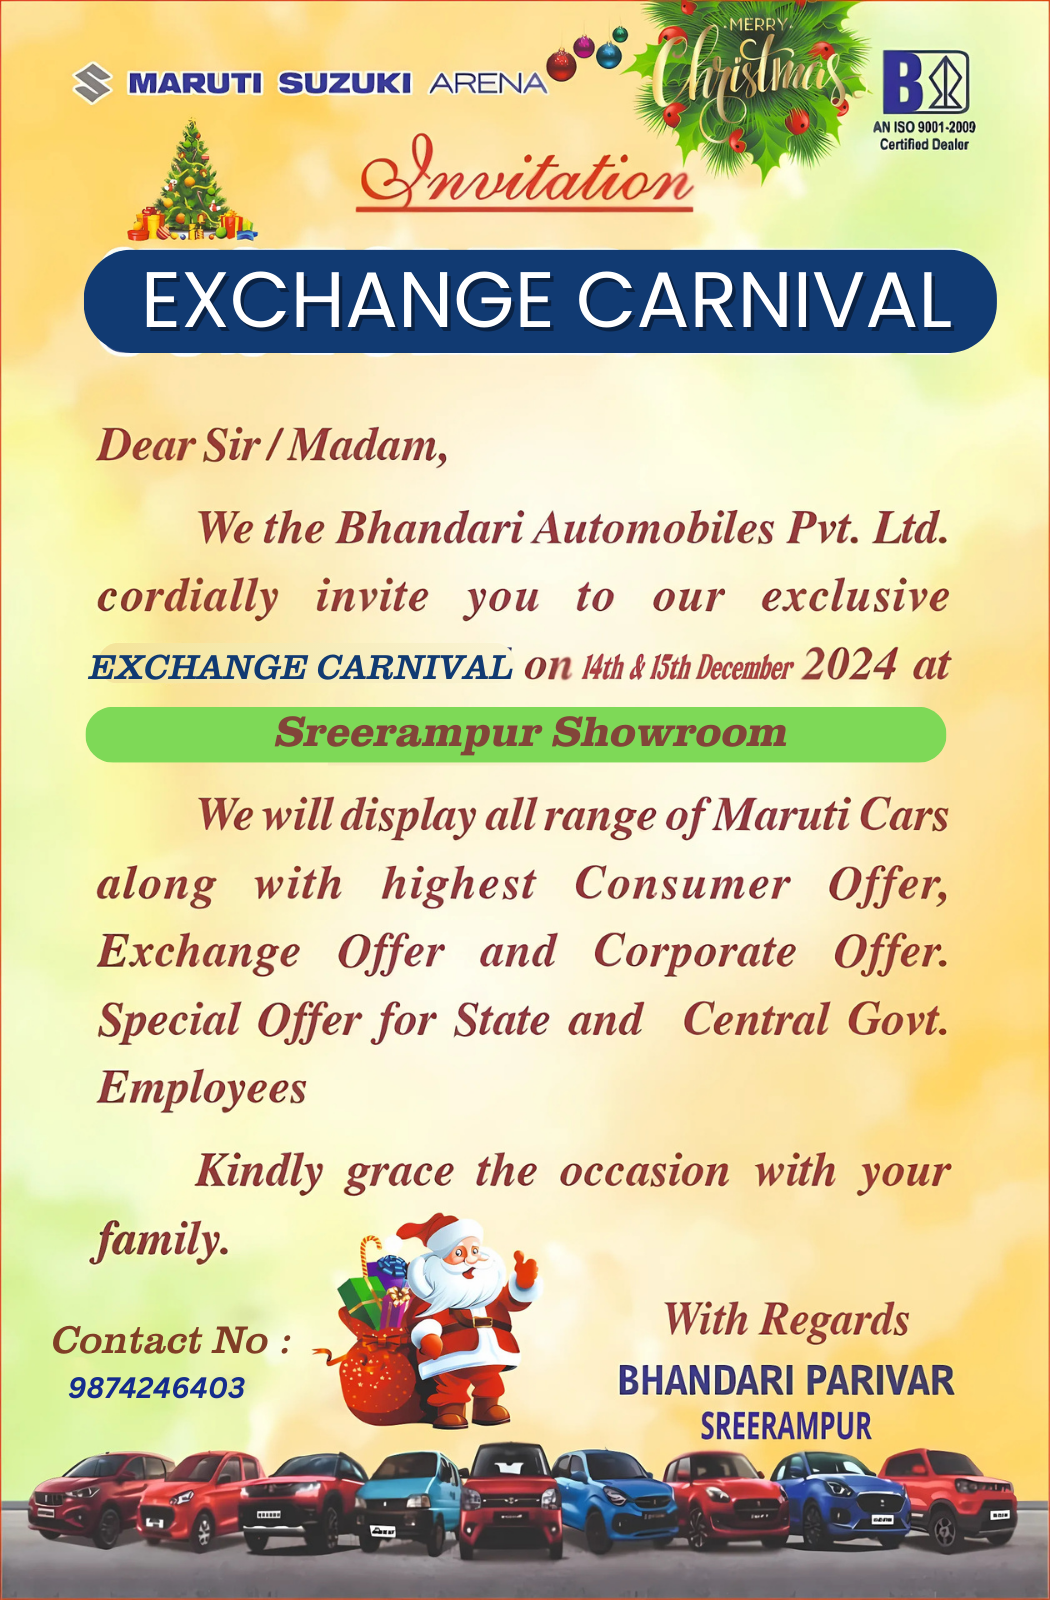 MARUTI SUZUKI ARENA
MERRY
Christmas
B
AN ISO 9001-2009
Certified Dealor
Invitation
EXCHANGE CARNIVAL
Dear Sir / Madam,
We the Bhandari Automobiles Pvt. Ltd.
cordially invite you to our exclusive
EXCHANGE CARNIVAL on 14th & 15th December 2024 at
Sreerampur Showroom
We will display all range of Maruti Cars
along with highest Consumer Offer,
Exchange Offer and Corporate Offer.
Special Offer for State and Central Govt.
Employees
Kindly grace the occasion with your
family.
Contact No :
9874246403
With Regards
BHANDARI PARIVAR
SREERAMPUR